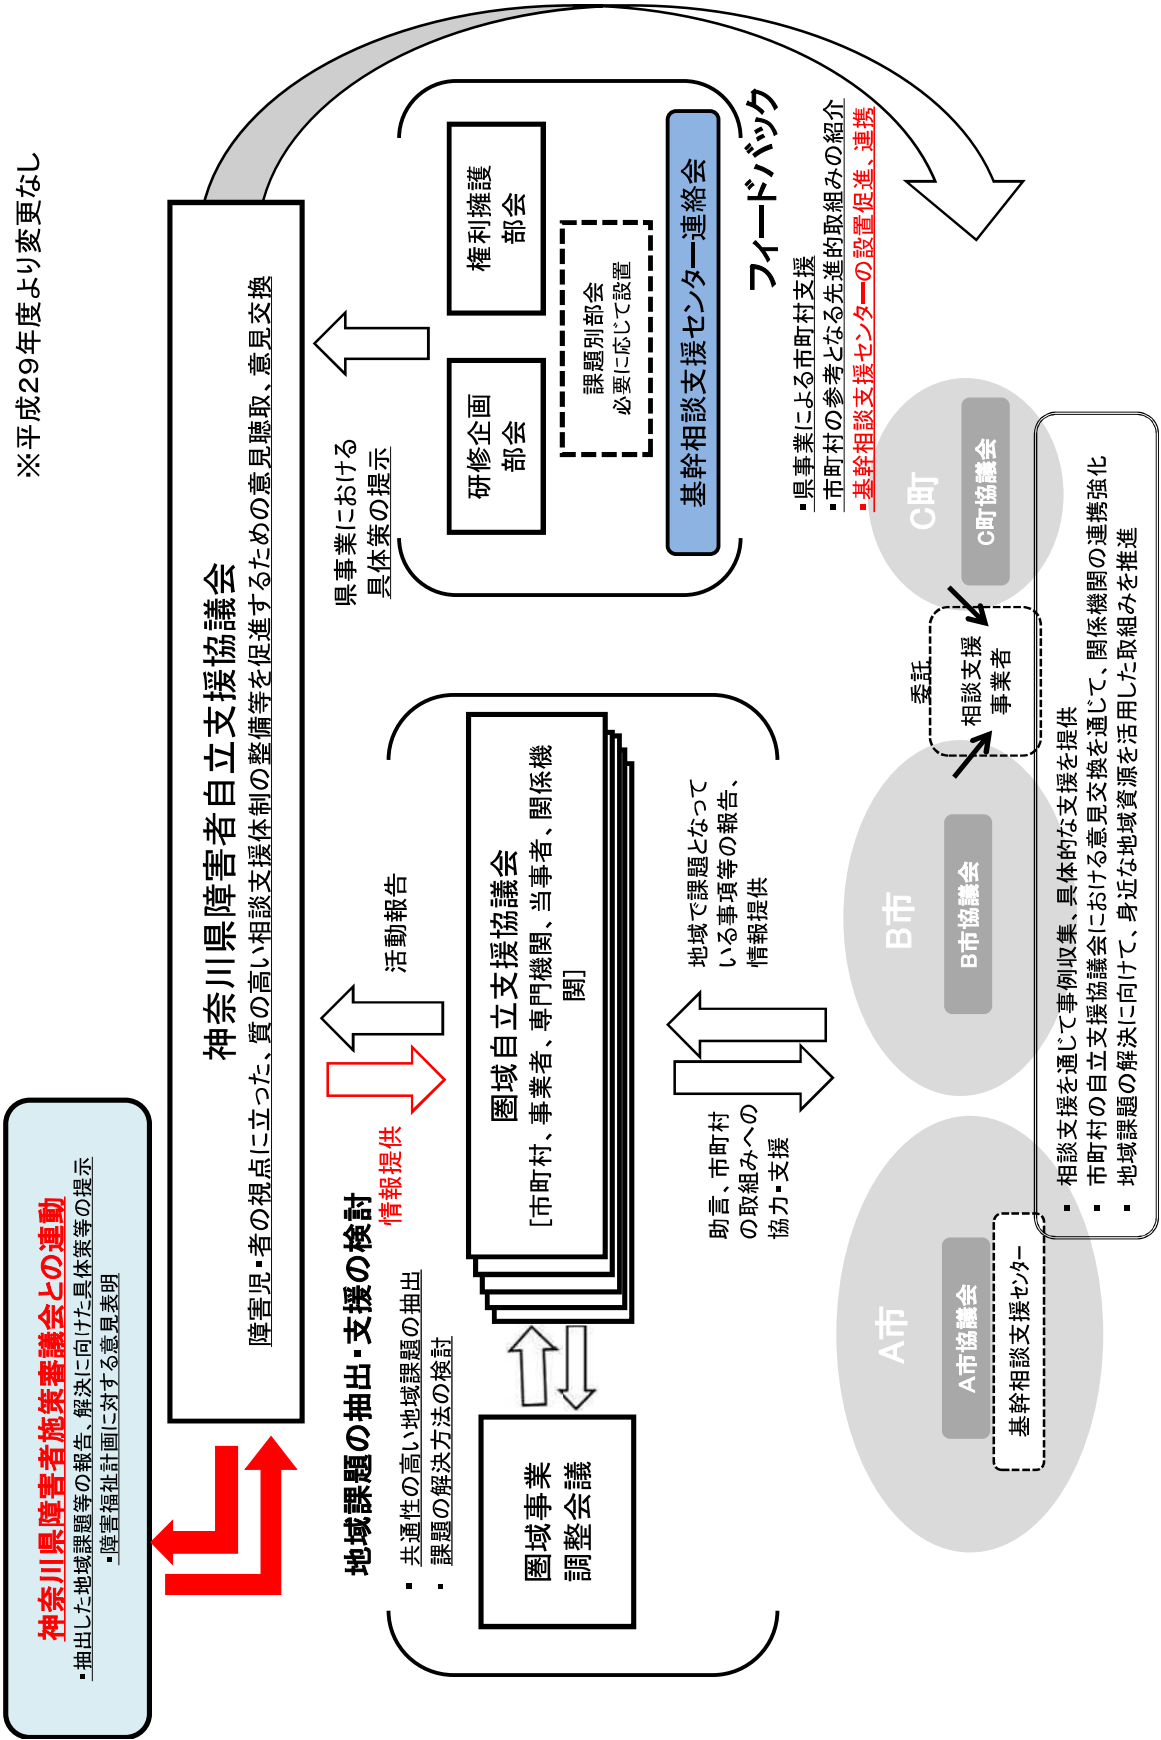 ※平成29年度より変更なし
神奈川県障害者施策審議会との連動
・抽出した地域課題等の報告、解決に向けた具体策等の提示
・障害福祉計画に対する意見表明
神奈川県障害者自立支援協議会
障害児・者の視点に立った、質の高い相談支援体制の整備等を促進するための意見聴取、意見交換
地域課題の抽出・支援の検討
・ 共通性の高い地域課題の抽出
・ 課題の解決方法の検討
情報提供
活動報告
県事業における
具体策の提示
圏域事業
調整会議
圏域自立支援協議会
[市町村、事業者、専門機関、当事者、関係機
関]
研修企画
部会
権利擁護
部会
課題別部会
必要に応じて設置
基幹相談支援センター連絡会
助言、市町村
の取組みへの
協力・支援
地域で課題となって
いる事項等の報告、
情報提供
フィードバック
・県事業による市町村支援
・市町村の参考となる先進的取組みの紹介
・基幹相談支援センターの設置促進、連携
A市
A市協議会
基幹相談支援センター
B市
B市協議会
委託
相談支援
事業者
C町
C町協議会
・ 相談支援を通じて事例収集、具体的な支援を提供
・ 市町村の自立支援協議会における意見交換を通じて、関係機関の連携強化
・ 地域課題の解決に向けて、身近な地域資源を活用した取組みを推進